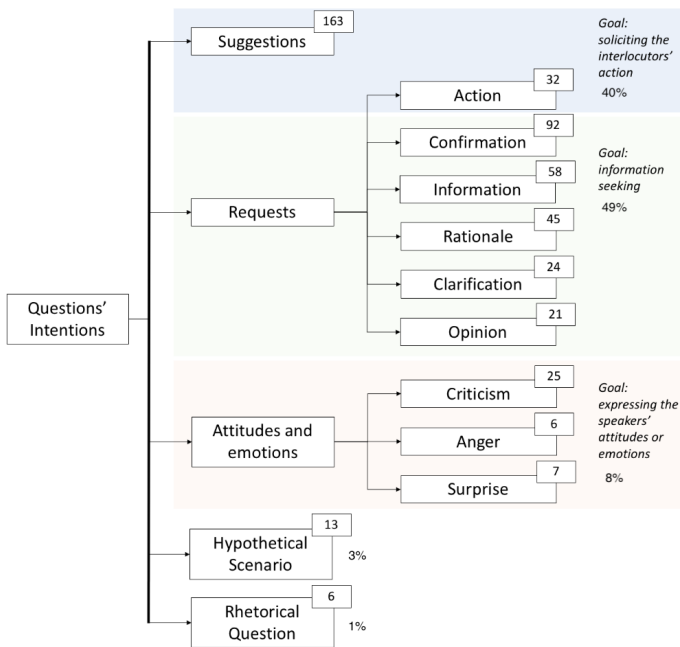 163
Suggestions
Goal:
soliciting the
interlocutors’
action
40%
32
Action
92
Confirmation
Goal:
information
seeking
49%
58
Information
Requests
45
Rationale
24
Clarification
21
Opinion
Questions’
Intentions
25
Criticism
Goal:
expressing the
speakers’
attitudes or
emotions
8%
Attitudes and
emotions
6
Anger
7
Surprise
13
Hypothetical
Scenario
3%
6
Rhetorical
Question
1%